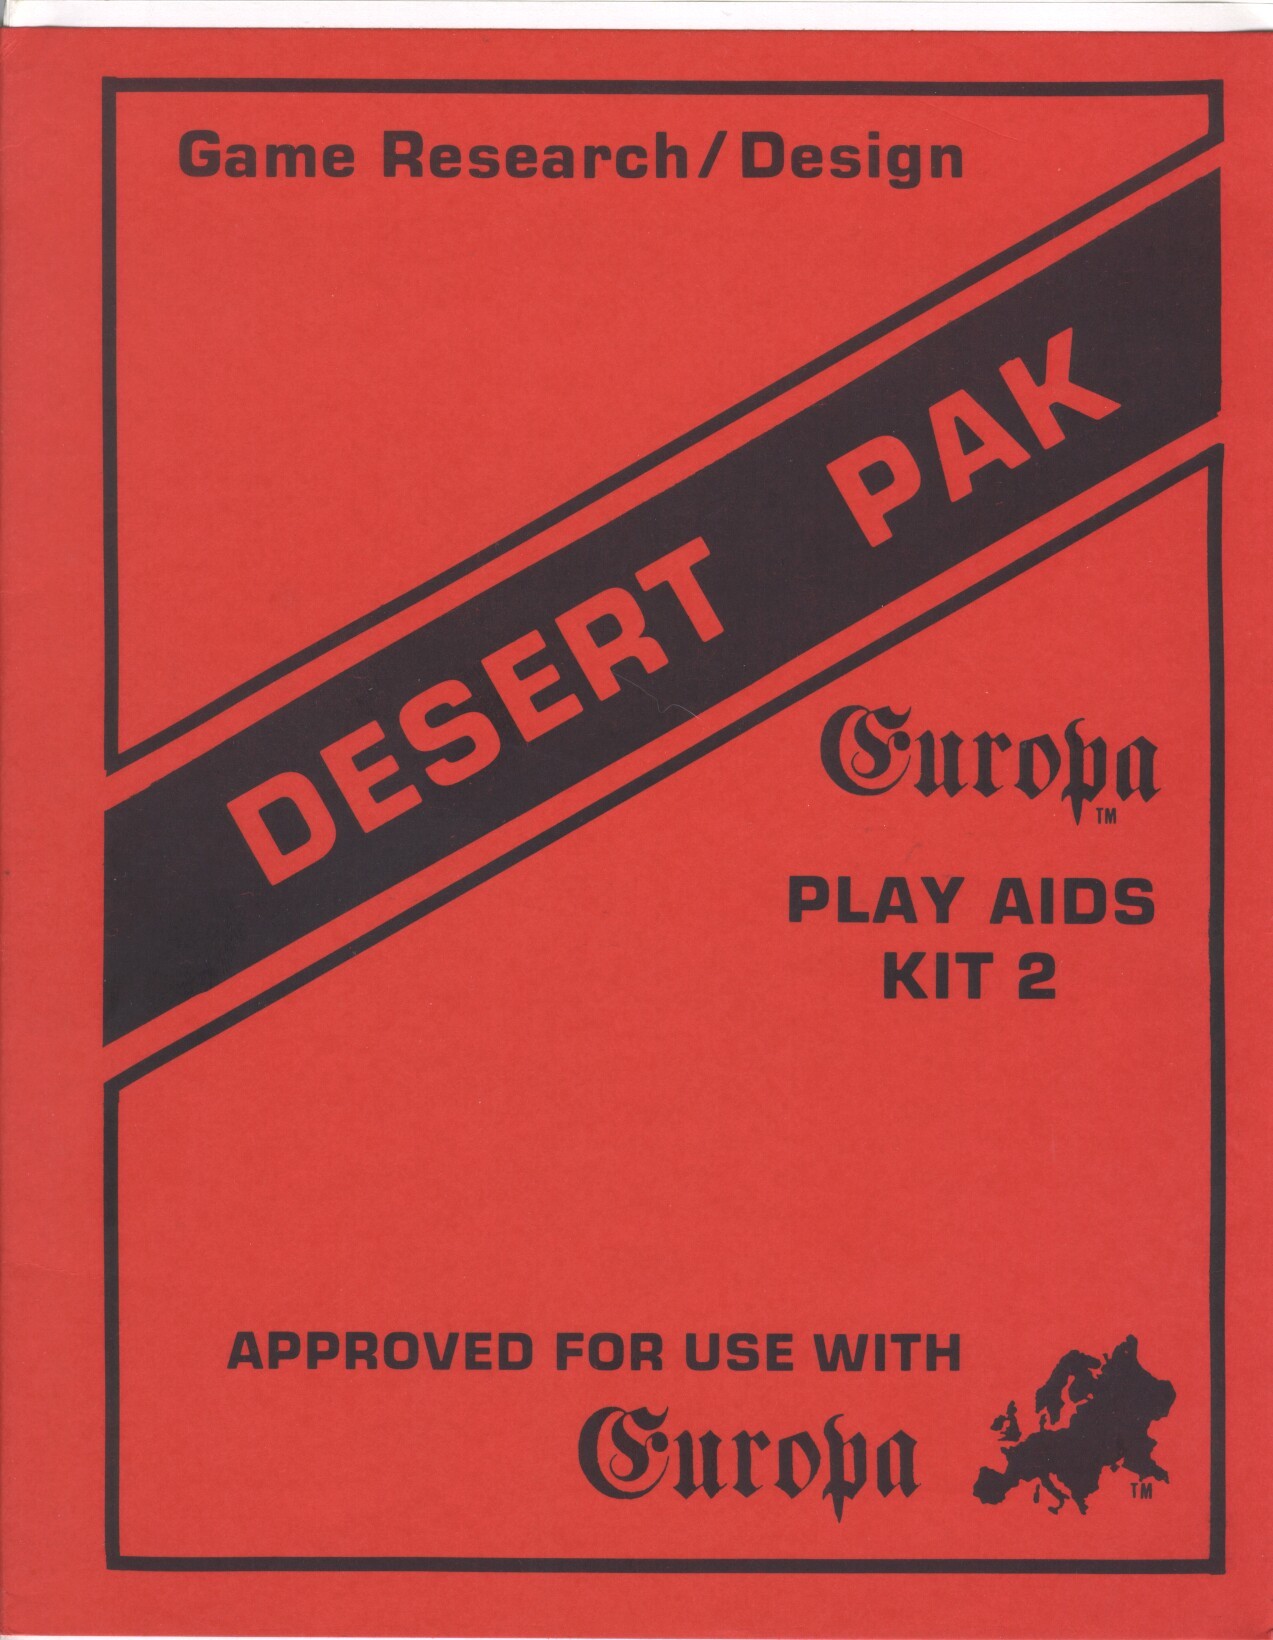 Game Research/Design
DESERT PAK
Europa
TM
PLAY AIDS
KIT 2
APPROVED FOR USE WITH
Europa
TM